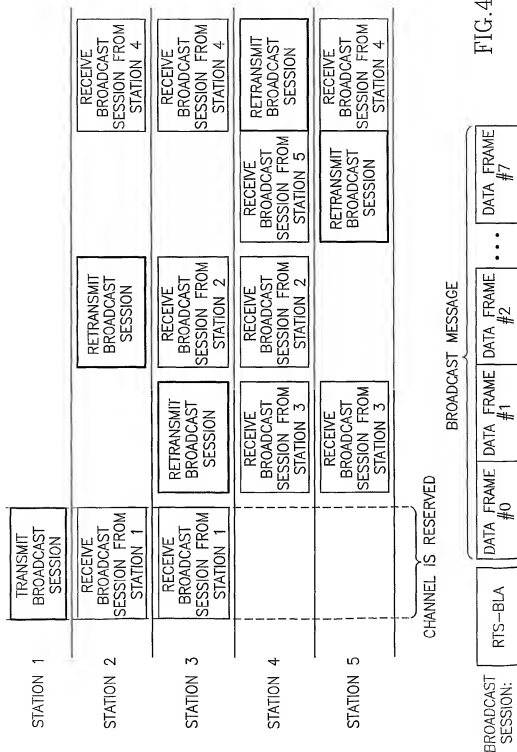 STATION 1
TRANSMIT
BROADCAST
SESSION
STATION 2
RECEIVE
BROADCAST
SESSION FROM
STATION 1
RETRANSMIT
BROADCAST
SESSION
RECEIVE
BROADCAST
SESSION FROM
STATION 4
STATION 3
RECEIVE
BROADCAST
SESSION FROM
STATION 1
RETRANSMIT
BROADCAST
SESSION
RECEIVE
BROADCAST
SESSION FROM
STATION 2
RECEIVE
BROADCAST
SESSION FROM
STATION 4
STATION 4
RECEIVE
BROADCAST
SESSION FROM
STATION 3
RECEIVE
BROADCAST
SESSION FROM
STATION 2
RECEIVE
BROADCAST
SESSION FROM
STATION 5
RETRANSMIT
BROADCAST
SESSION
STATION 5
RECEIVE
BROADCAST
SESSION FROM
STATION 3
RETRANSMIT
BROADCAST
SESSION
RECEIVE
BROADCAST
SESSION FROM
STATION 4
CHANNEL IS RESERVED
BROADCAST MESSAGE
BROADCAST
SESSION:
RTS-BLA
DATA FRAME
#0
DATA FRAME
#1
DATA FRAME
#2
...
DATA FRAME
#7
FIG.4